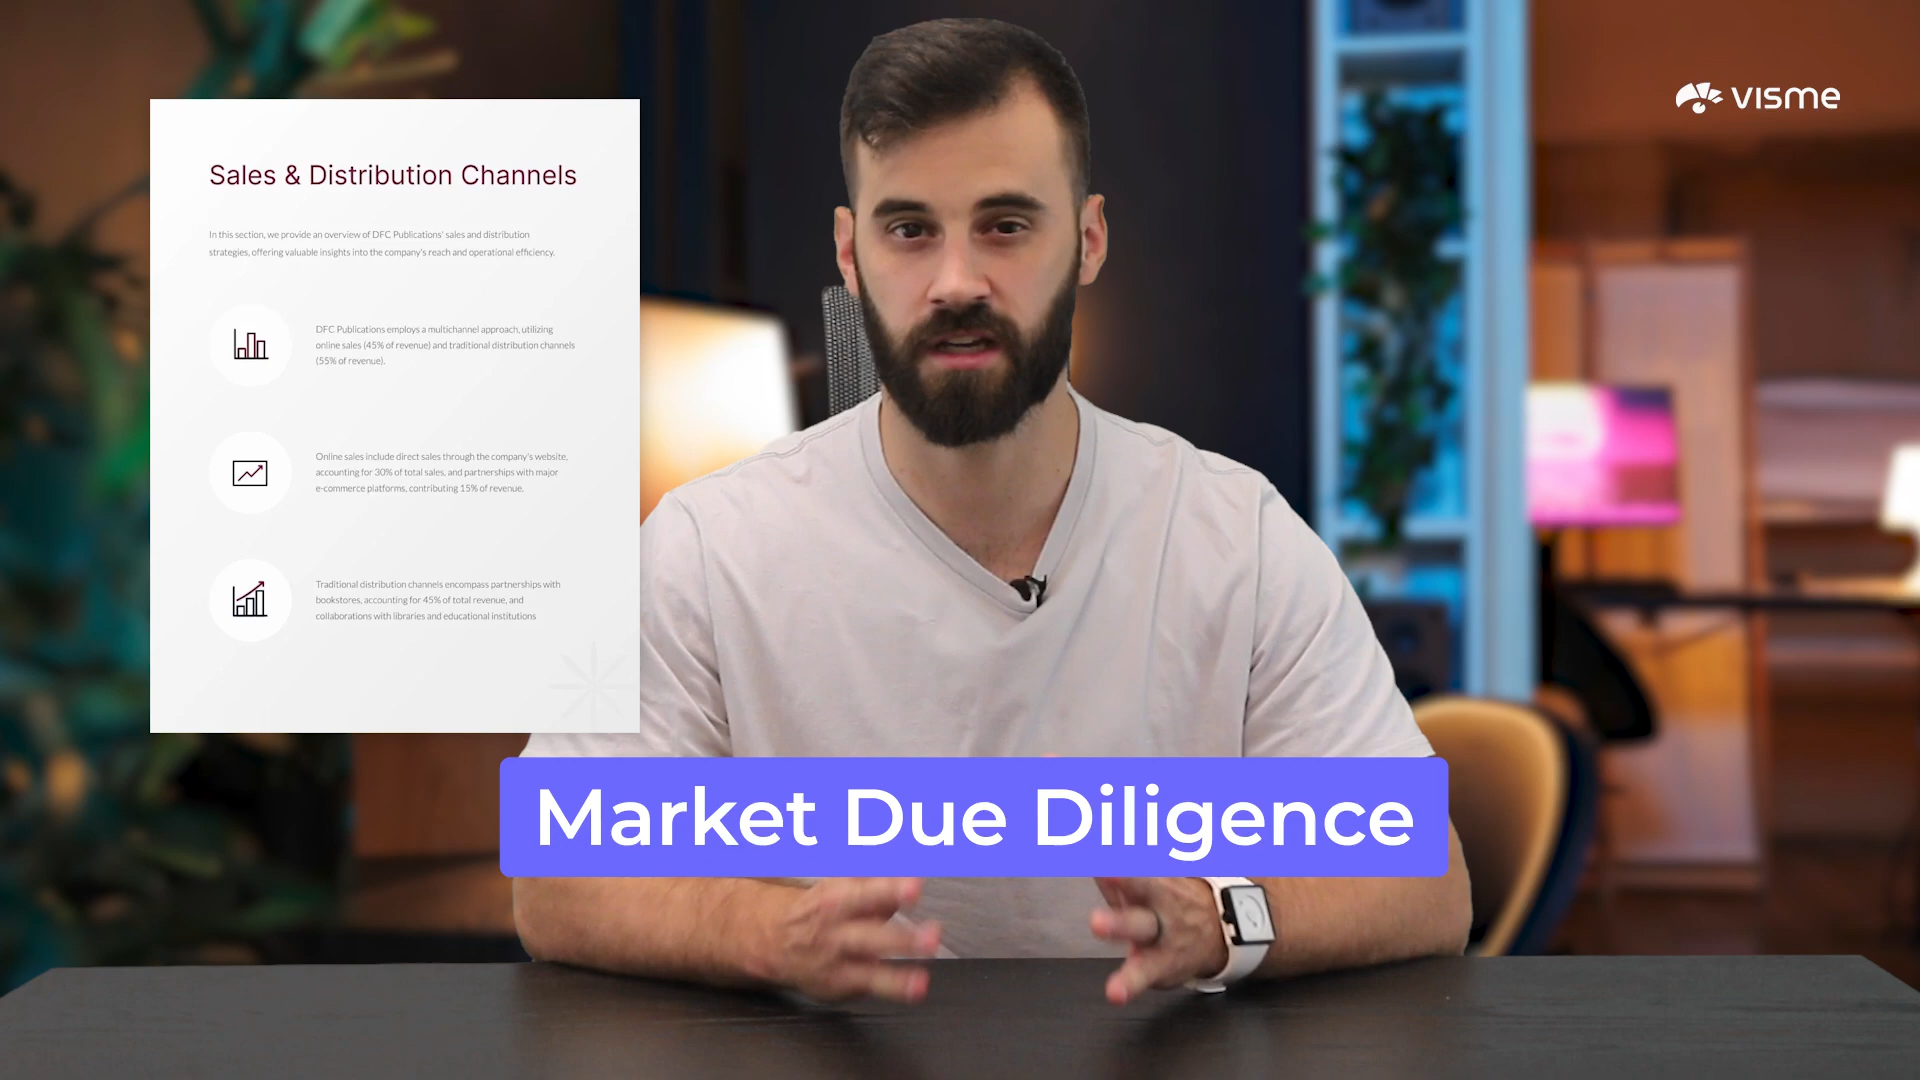 visme
Sales & Distribution Channels
In this section, we provide an overview of DFC Publications' sales and distribution
strategies, offering valuable insights into the company's reach and operational efficiency.
DFC Publications employs a multichannel approach, utilizing
online sales (45% of revenue) and traditional distribution channels
(55% of revenue).
Online sales include direct sales through the company's website,
accounting for 30% of total sales, and partnerships with major
e-commerce platforms, contributing 15% of revenue.
Traditional distribution channels encompass partnerships with
bookstores, accounting for 45% of total revenue, and
collaborations with libraries and educational institutions
Market Due Diligence